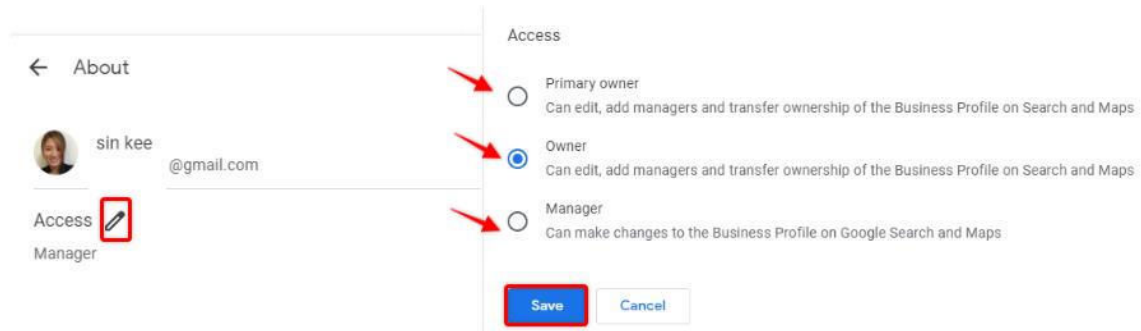 About
sin kee
@gmail.com
Access
Manager
Access
Primary owner
Can edit, add managers and transfer ownership of the Business Profile on Search and Maps
Owner
Can edit, add managers and transfer ownership of the Business Profile on Search and Maps
Manager
Can make changes to the Business Profile on Google Search and Maps
Save Cancel